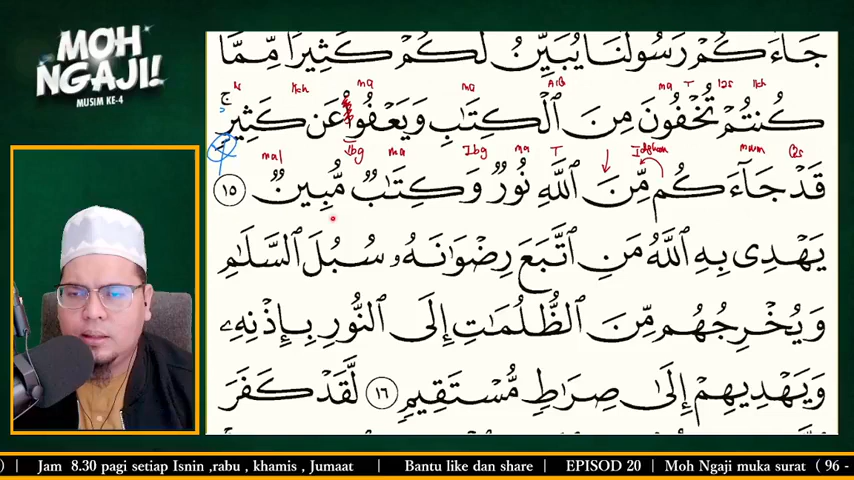 MOH
NGAJI!
MUSIM KE-4
جَآءَكُمْ رَسُولُنَا يُبَيِّنُ لَكُمْ كَثِيرًا مِّمَّا
كُنتُمْ تُخْفُونَ مِنَ ٱلْكِتَٰبِ وَيَعْفُوا۟ عَن كَثِيرٍ ۚ
قَدْ جَآءَكُم مِّنَ ٱللَّهِ نُورٌ وَكِتَٰبٌ مُّبِينٌ ١٥
يَهْدِى بِهِ ٱللَّهُ مَنِ ٱتَّبَعَ رِضْوَٰنَهُۥ سُبُلَ ٱلسَّلَٰمِ
وَيُخْرِجُهُم مِّنَ ٱلظُّلُمَٰتِ إِلَى ٱلنُّورِ بِإِذْنِهِۦ
وَيَهْدِيهِمْ إِلَىٰ صِرَٰطٍ مُّسْتَقِيمٍ ١٦ لَّقَدْ كَفَرَ
) | Jam 8.30 pagi setiap Isnin ,rabu , khamis , Jumaat | Bantu like dan share | EPISOD 20 | Moh Ngaji muka surat ( 96 -